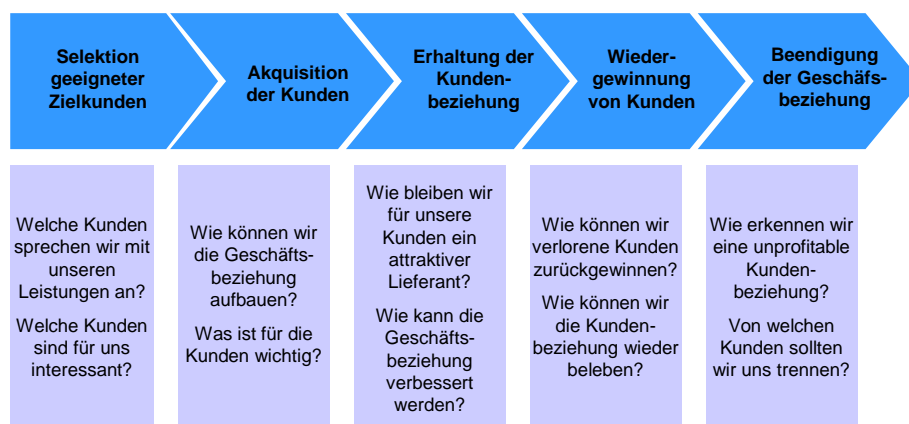 Selektion
geeigneter
Zielkunden
Akquisition
der Kunden
Erhaltung der
Kunden-
beziehung
Wieder-
gewinnung
von Kunden
Beendigung
der Geschäfs-
beziehung
Welche Kunden
sprechen wir mit
unseren
Leistungen an?
Welche Kunden
sind für uns
interessant?
Wie können wir
die Geschäfts-
beziehung
aufbauen?
Was ist für die
Kunden wichtig?
Wie bleiben wir
für unsere
Kunden ein
attraktiver
Lieferant?
Wie kann die
Geschäfts-
beziehung
verbessert
werden?
Wie können wir
verlorene Kunden
zurückgewinnen?
Wie können wir
die Kunden-
beziehung wieder
beleben?
Wie erkennen wir
eine unprofitable
Kunden-
beziehung?
Von welchen
Kunden sollten
wir uns trennen?